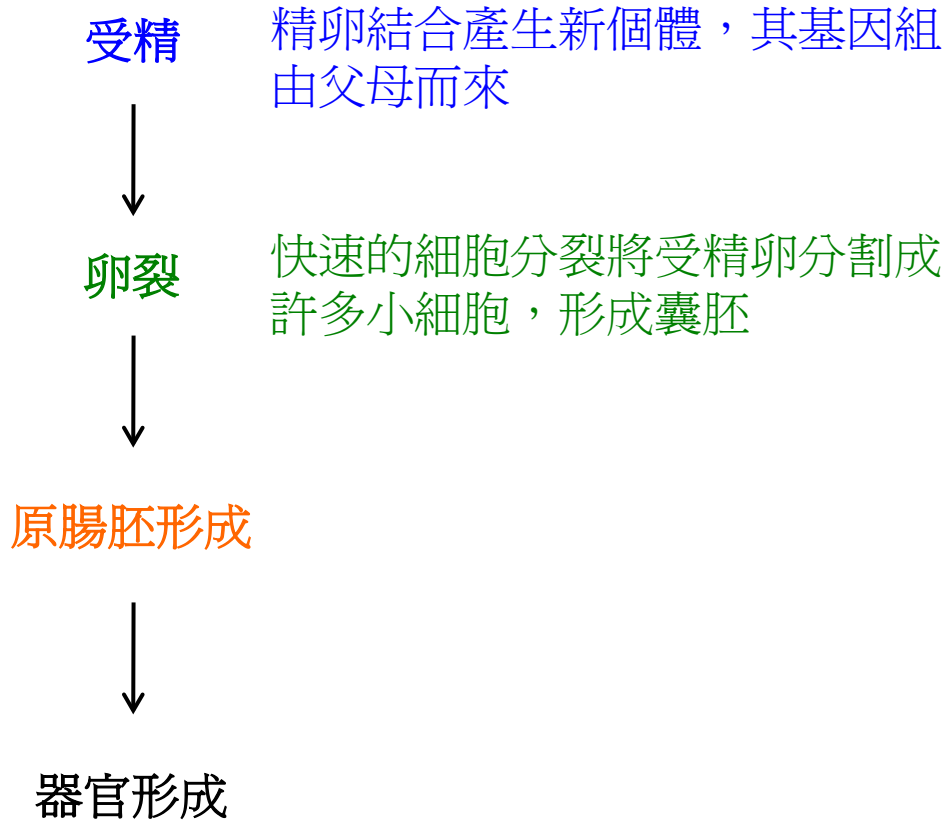 受精
精卵結合產生新個體，其基因組
由父母而來
卵裂
快速的細胞分裂將受精卵分割成
許多小細胞，形成囊胚
原腸胚形成
器官形成